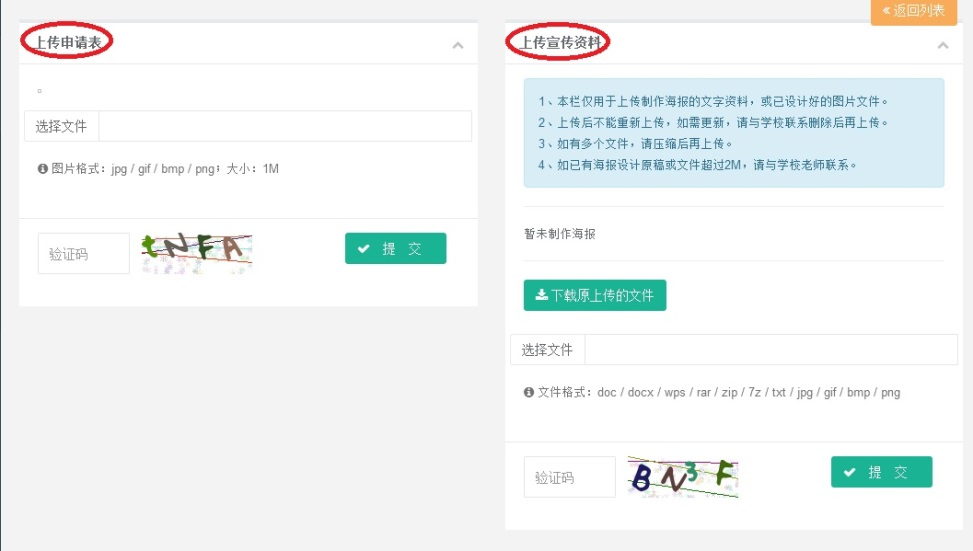 « 返回列表
上传申请表
。
选择文件
图片格式：jpg / gif / bmp / png；大小：1M
验证码
tNFA
提 交
上传宣传资料
1、本栏仅用于上传制作海报的文字资料，或已设计好的图片文件。
2、上传后不能重新上传，如需更新，请与学校联系删除后再上传。
3、如有多个文件，请压缩后再上传。
4、如已有海报设计原稿或文件超过2M，请与学校老师联系。
暂未制作海报
下载原上传的文件
选择文件
文件格式：doc / docx / wps / rar / zip / 7z / txt / jpg / gif / bmp / png
验证码
BN3F
提 交